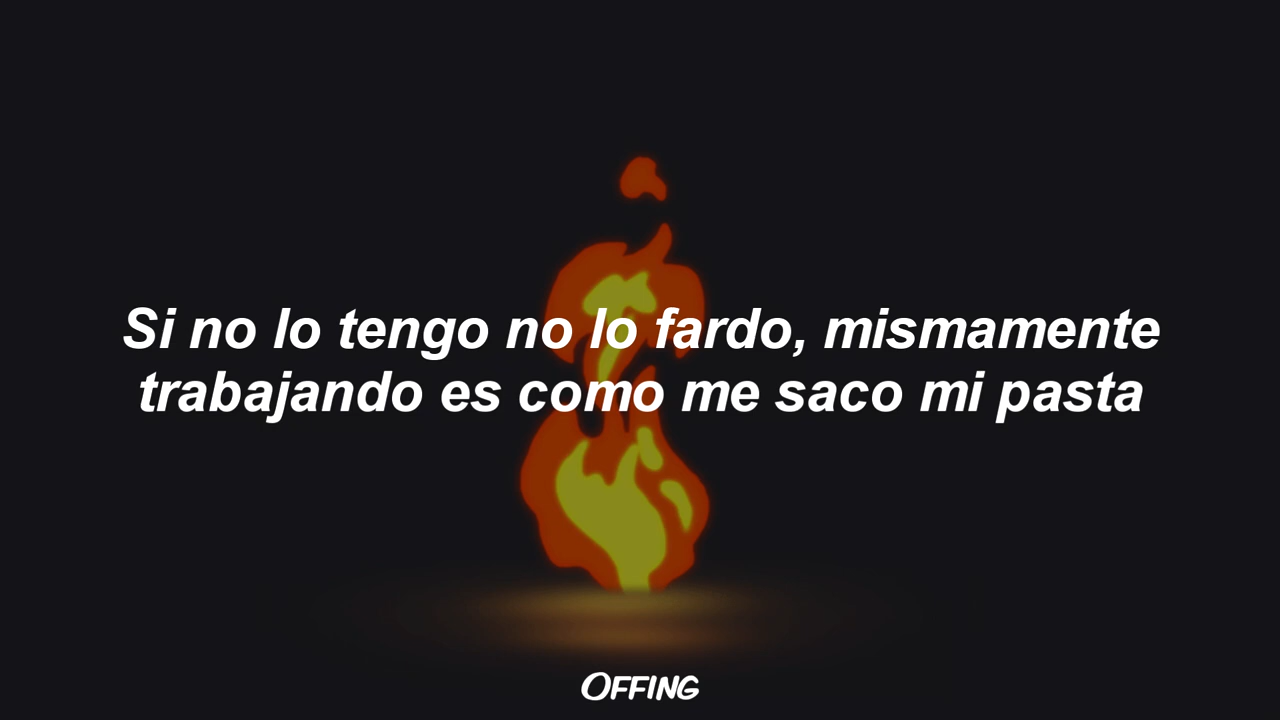 Si no lo tengo no lo fardo, mismamente
trabajando es como me saco mi pasta
OFFING